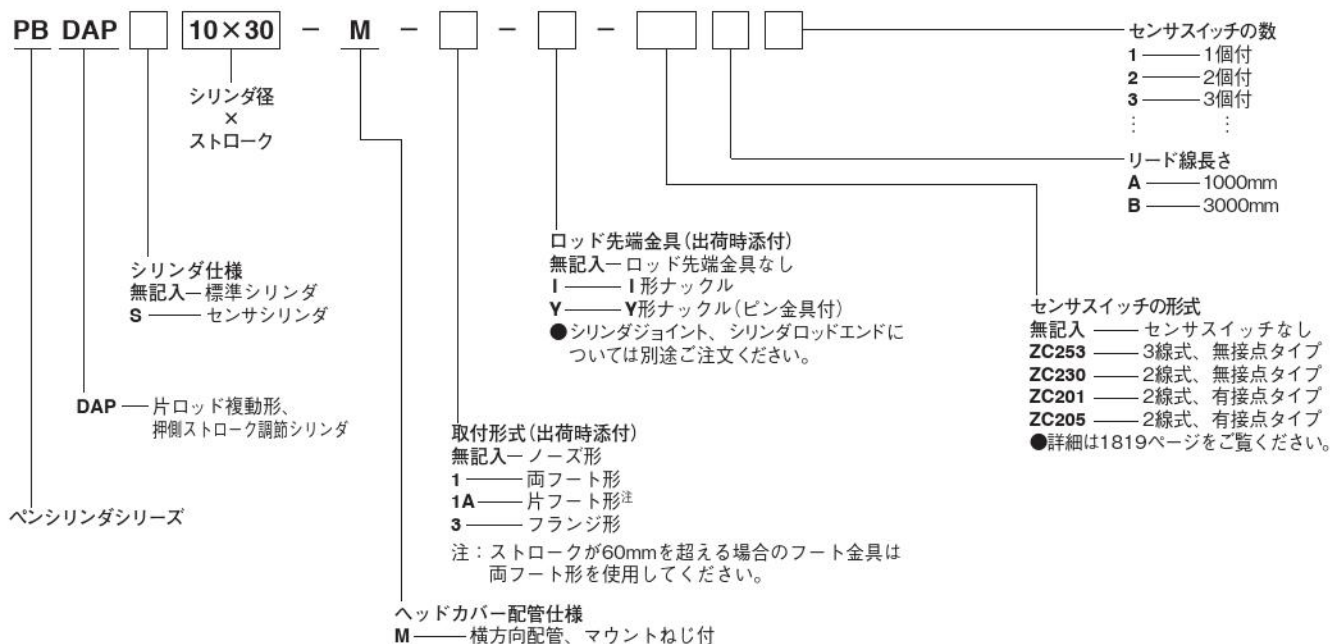 PB DAP 10×30 － M － － －
シリンダ径
×
ストローク
センサスイッチの数
1 1個付
2 2個付
3 3個付
⋮ ⋮
リード線長さ
A 1000mm
B 3000mm
シリンダ仕様
無記入 標準シリンダ
S センサシリンダ
ロッド先端金具(出荷時添付)
無記入 ロッド先端金具なし
I I形ナックル
Y Y形ナックル(ピン金具付)
●シリンダジョイント、シリンダロッドエンドに
ついては別途ご注文ください。
センサスイッチの形式
無記入 センサスイッチなし
ZC253 3線式、無接点タイプ
ZC230 2線式、無接点タイプ
ZC201 2線式、有接点タイプ
ZC205 2線式、有接点タイプ
●詳細は1819ページをご覧ください。
DAP 片ロッド複動形、
押側ストローク調節シリンダ
取付形式(出荷時添付)
無記入 ノーズ形
1 両フート形
1A 片フート形注
3 フランジ形
注：ストロークが60mmを超える場合のフート金具は
両フート形を使用してください。
ペンシリンダシリーズ
ヘッドカバー配管仕様
M 横方向配管、マウントねじ付